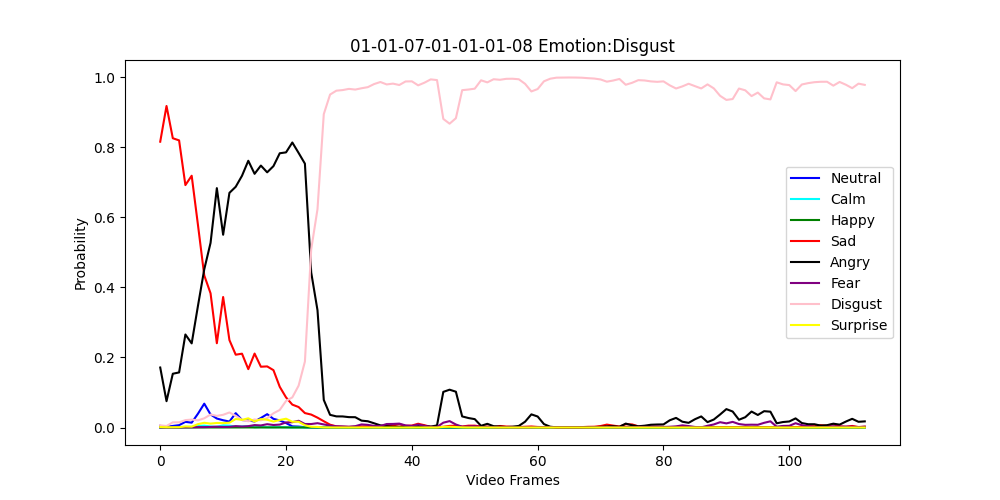 01-01-07-01-01-01-08 Emotion:Disgust
Probability
1.0
0.8
0.6
0.4
0.2
0.0
0
20
40
60
80
100
Video Frames
Neutral
Calm
Happy
Sad
Angry
Fear
Disgust
Surprise